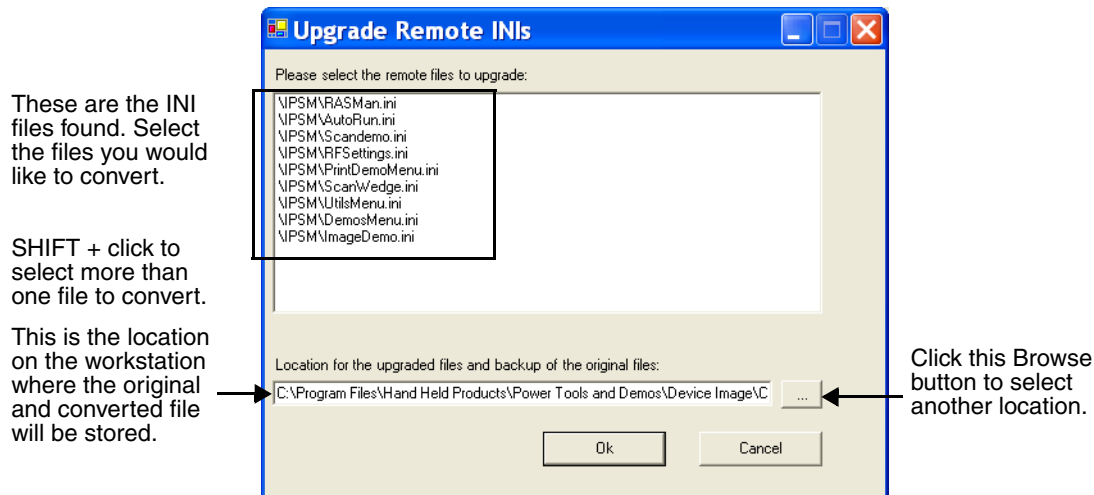 Upgrade Remote INIs
Please select the remote files to upgrade:
These are the INI
files found. Select
the files you would
like to convert.
\IPSM\RASMan.ini
\IPSM\AutoRun.ini
\IPSM\Scandemo.ini
\IPSM\RFSettings.ini
\IPSM\PrintDemoMenu.ini
\IPSM\ScanWedge.ini
\IPSM\UtilsMenu.ini
\IPSM\DemosMenu.ini
\IPSM\ImageDemo.ini
SHIFT + click to
select more than
one file to convert.
This is the location
on the workstation
where the original
and converted file
will be stored.
Location for the upgraded files and backup of the original files:
C:\Program Files\Hand Held Products\Power Tools and Demos\Device Image\C
...
Click this Browse
button to select
another location.
Ok
Cancel